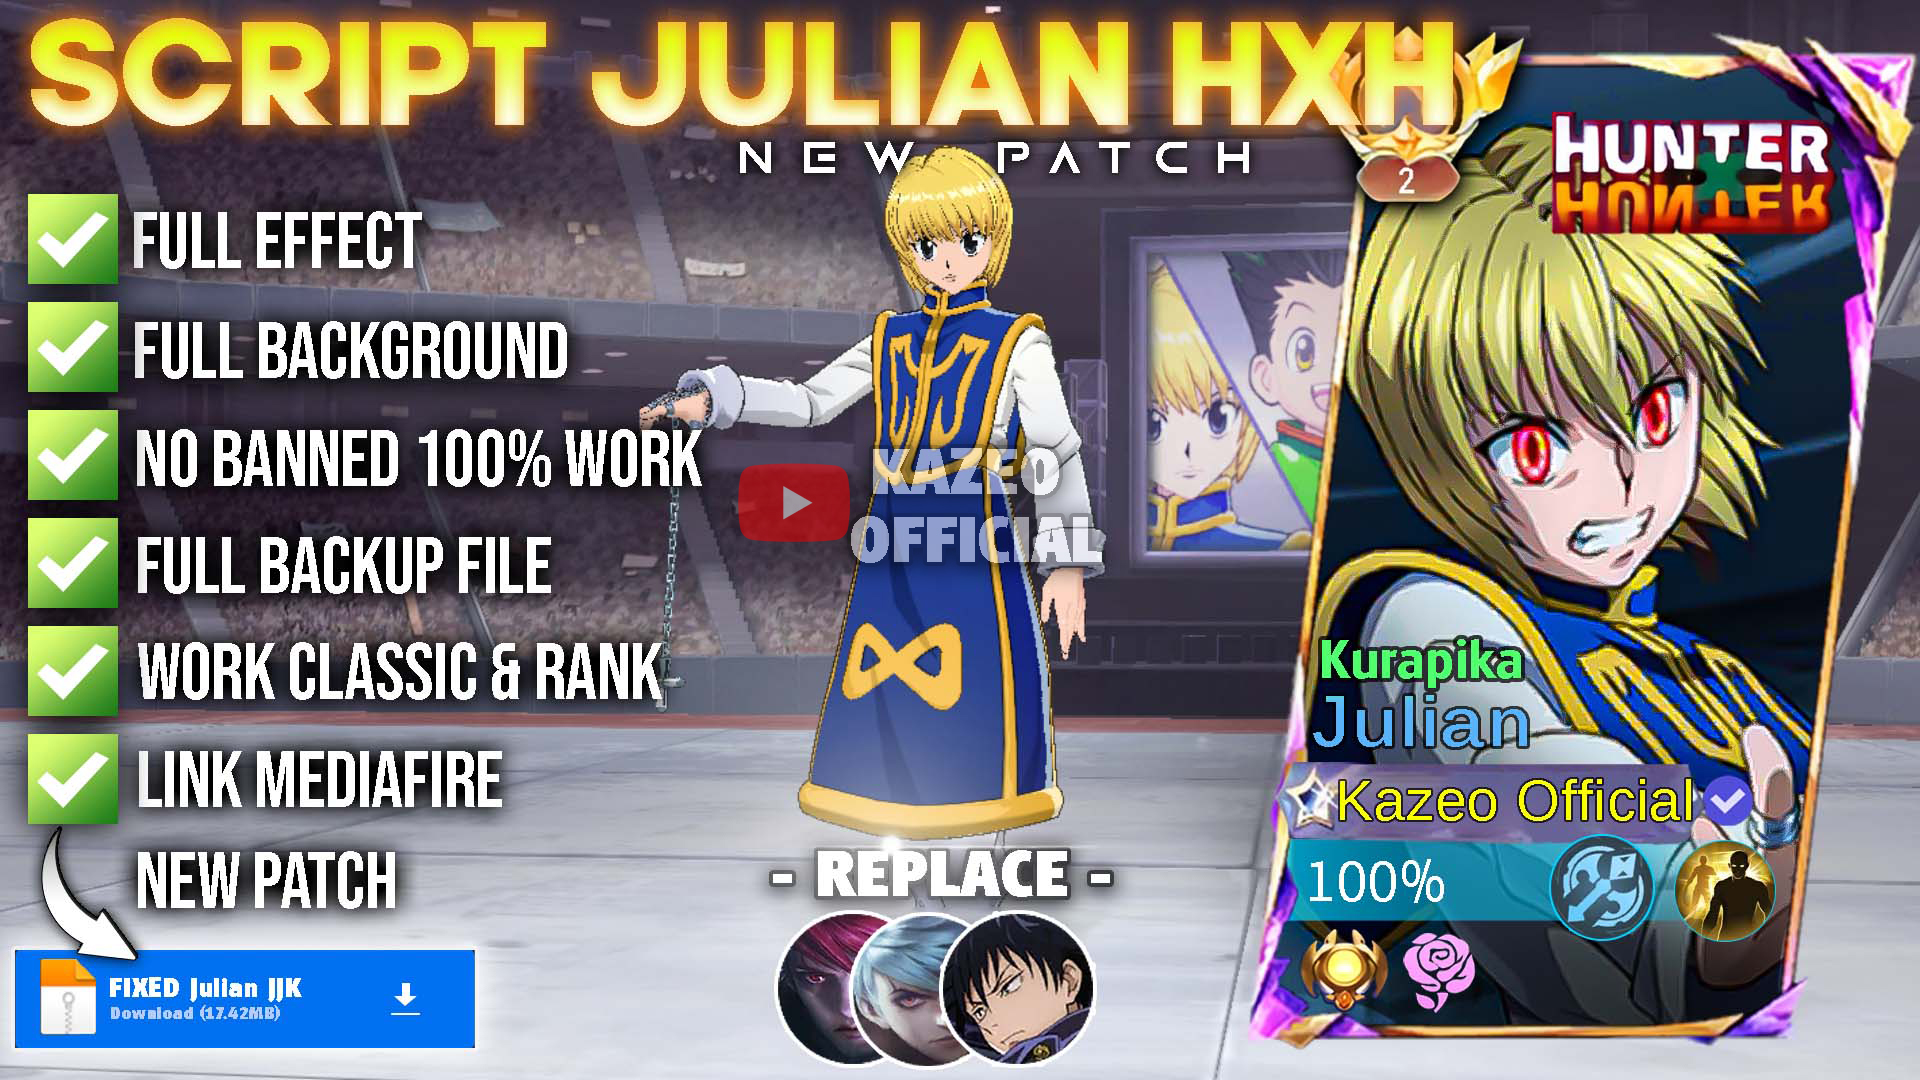 SCRIPT JULIAN HXH
NEW PATCH
2
HUNTER
HUNTER
FULL EFFECT
FULL BACKGROUND
NO BANNED 100% WORK
FULL BACKUP FILE
WORK CLASSIC & RANK
LINK MEDIAFIRE
NEW PATCH
FIXED Julian JJK
Download (17.42MB)
KAZEO
OFFICIAL
- REPLACE -
Kurapika
Julian
Kazeo Official
100%